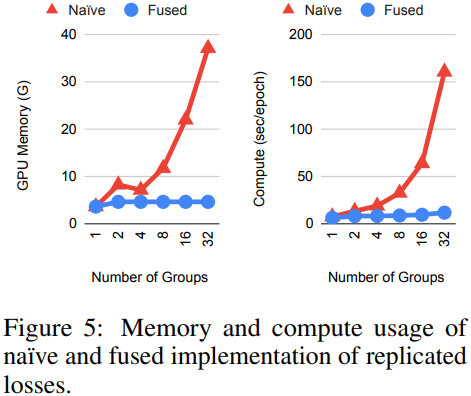 Naïve Fused
GPU Memory (G)
40
30
20
10
0
1 2 4 8 16 32
Number of Groups
Naïve Fused
Compute (sec/epoch)
200
150
100
50
0
1 2 4 8 16 32
Number of Groups
Figure 5: Memory and compute usage of
naïve and fused implementation of replicated
losses.